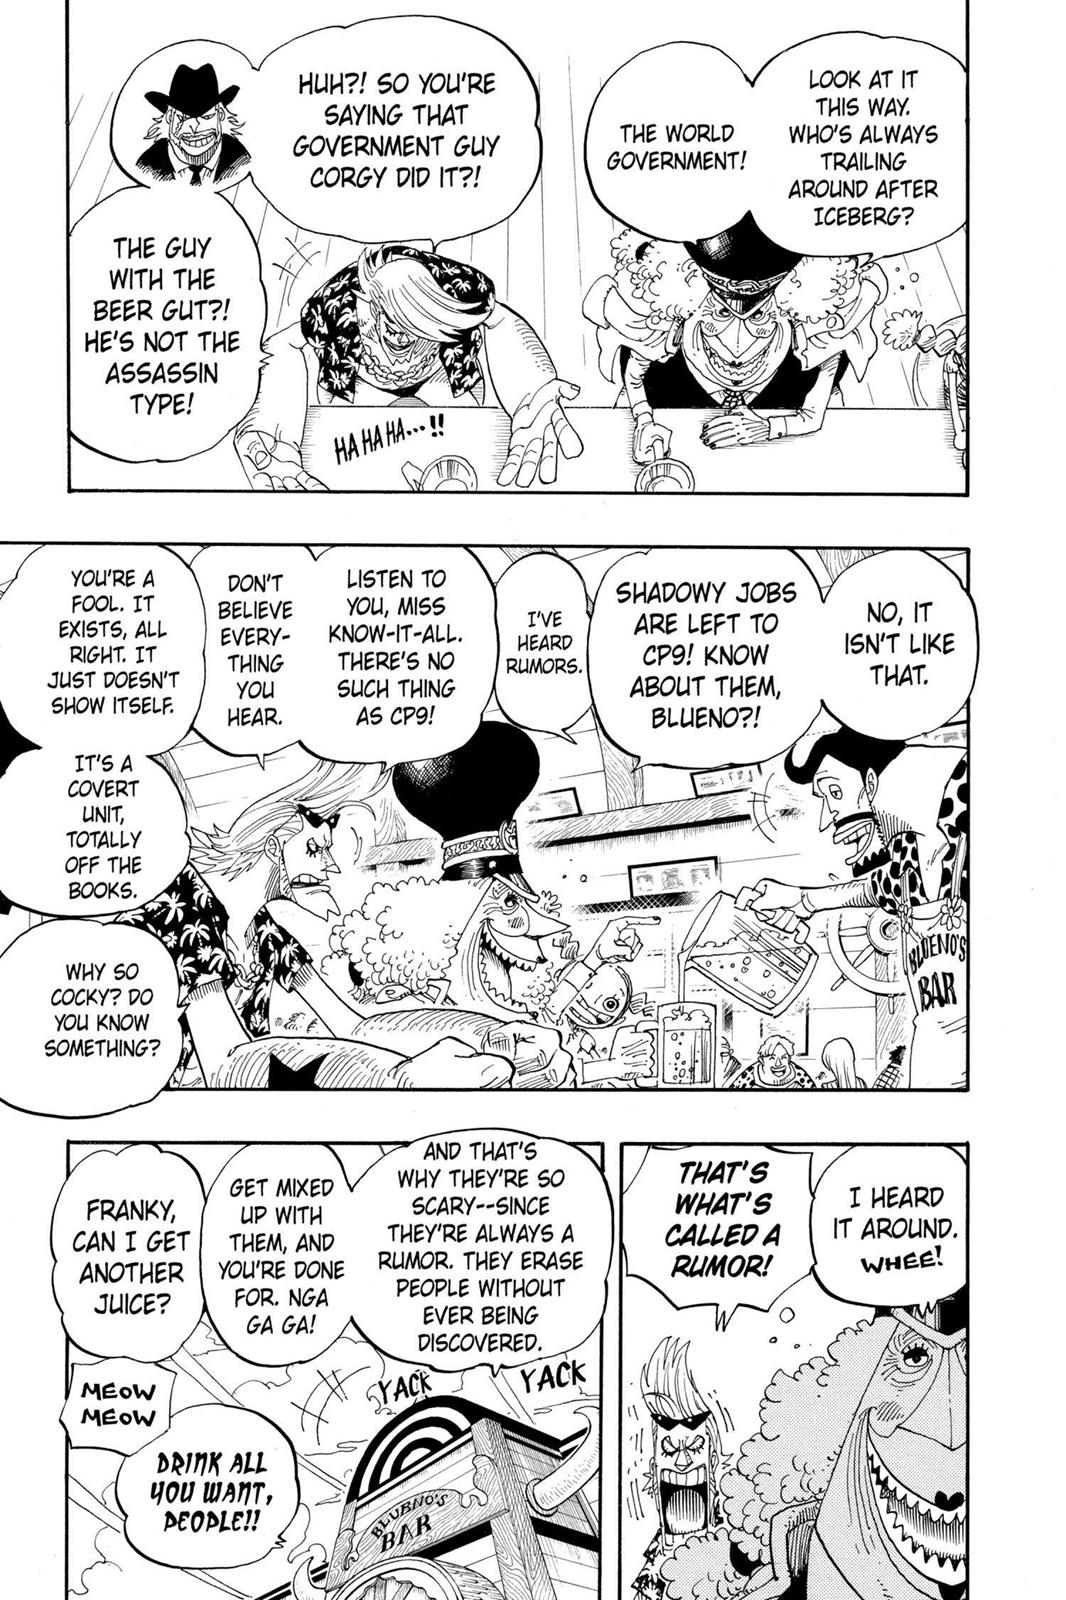 LOOK AT IT
THIS WAY.
WHO'S ALWAYS
TRAILING
AROUND AFTER
ICEBERG?
THE WORLD
GOVERNMENT!
HUH?! SO YOU'RE
SAYING THAT
GOVERNMENT GUY
CORGY DID IT?!
THE GUY
WITH THE
BEER GUT?!
HE'S NOT THE
ASSASSIN
TYPE!
HA HA HA...!!
NO, IT
ISN'T LIKE
THAT.
SHADOWY JOBS
ARE LEFT TO
CP9! KNOW
ABOUT THEM,
BLUENO?!
I'VE
HEARD
RUMORS.
LISTEN TO
YOU, MISS
KNOW-IT-ALL.
THERE'S NO
SUCH THING
AS CP9!
DON'T
BELIEVE
EVERY-
THING
YOU
HEAR.
YOU'RE A
FOOL. IT
EXISTS, ALL
RIGHT. IT
JUST DOESN'T
SHOW ITSELF.
IT'S A
COVERT
UNIT,
TOTALLY
OFF THE
BOOKS.
WHY SO
COCKY? DO
YOU KNOW
SOMETHING?
BLUENO'S
BAR
I HEARD
IT AROUND.
WHEE!
THAT'S
WHAT'S
CALLED A
RUMOR!
AND THAT'S
WHY THEY'RE SO
SCARY--SINCE
THEY'RE ALWAYS A
RUMOR. THEY ERASE
PEOPLE WITHOUT
EVER BEING
DISCOVERED.
GET MIXED
UP WITH
THEM, AND
YOU'RE DONE
FOR. NGA
GA GA!
FRANKY,
CAN I GET
ANOTHER
JUICE?
YACK
YACK
MEOW
MEOW
DRINK ALL
YOU WANT,
PEOPLE!!
BLUENO'S
BAR